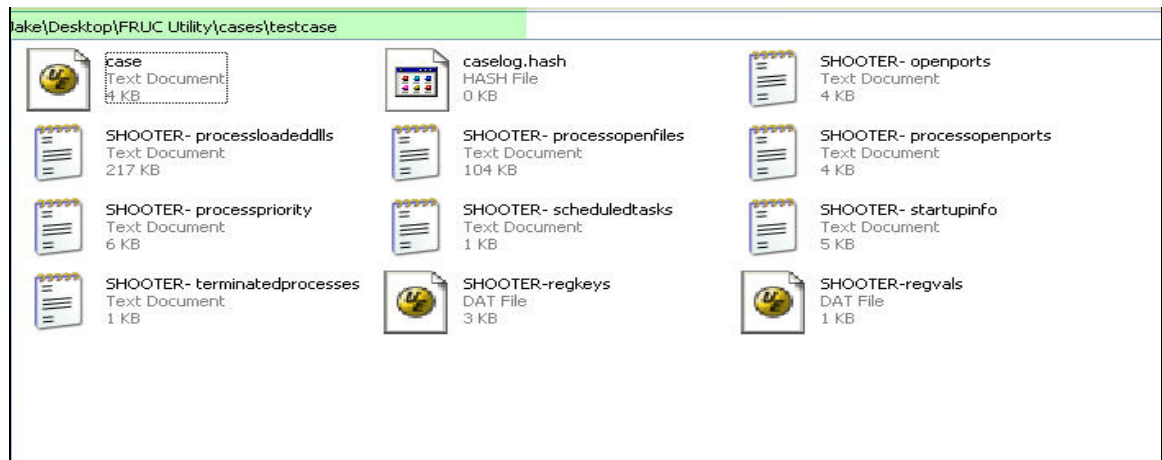 Jake\Desktop\FRUC Utility\cases\testcase
case
Text Document
4 KB
caselog.hash
HASH File
0 KB
SHOOTER- openports
Text Document
4 KB
SHOOTER- processloadeddlls
Text Document
217 KB
SHOOTER- processopenfiles
Text Document
104 KB
SHOOTER- processopenports
Text Document
4 KB
SHOOTER- processpriority
Text Document
6 KB
SHOOTER- scheduledtasks
Text Document
1 KB
SHOOTER- startupinfo
Text Document
5 KB
SHOOTER- terminatedprocesses
Text Document
1 KB
SHOOTER-regkeys
DAT File
3 KB
SHOOTER-regvals
DAT File
1 KB